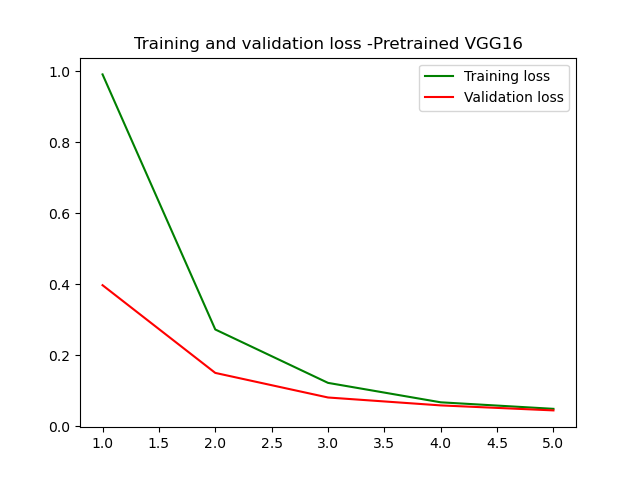 Training and validation loss -Pretrained VGG16
Training loss
Validation loss
1.0
0.8
0.6
0.4
0.2
0.0
1.0 1.5 2.0 2.5 3.0 3.5 4.0 4.5 5.0